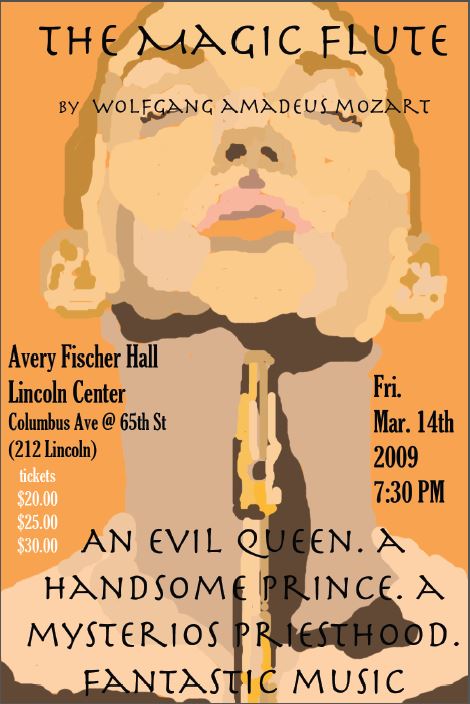 THE MAGIC FLUTE
BY WOLFGANG AMADEUS MOZART
Avery Fischer Hall
Lincoln Center
Columbus Ave @ 65th St
(212 Lincoln)
tickets
$20.00
$25.00
$30.00
Fri.
Mar. 14th
2009
7:30 PM
AN EVIL QUEEN. A
HANDSOME PRINCE. A
MYSTERIOS PRIESTHOOD.
FANTASTIC MUSIC